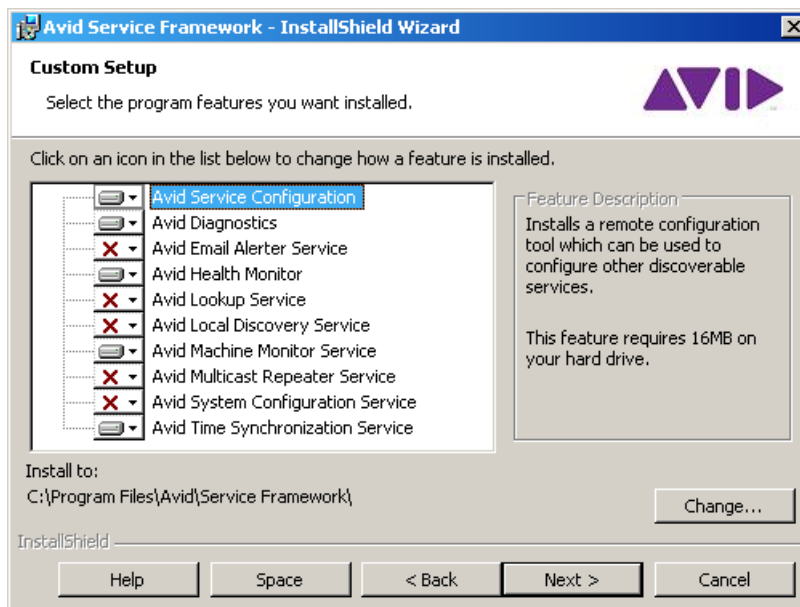 Avid Service Framework - InstallShield Wizard
Custom Setup
Select the program features you want installed.
AVID
Click on an icon in the list below to change how a feature is installed.
Avid Service Configuration
Avid Diagnostics
Avid Email Alerter Service
Avid Health Monitor
Avid Lookup Service
Avid Local Discovery Service
Avid Machine Monitor Service
Avid Multicast Repeater Service
Avid System Configuration Service
Avid Time Synchronization Service
Feature Description
Installs a remote configuration
tool which can be used to
configure other discoverable
services.
This feature requires 16MB on
your hard drive.
Install to:
C:\Program Files\Avid\Service Framework\
Change...
InstallShield
Help
Space
< Back
Next >
Cancel